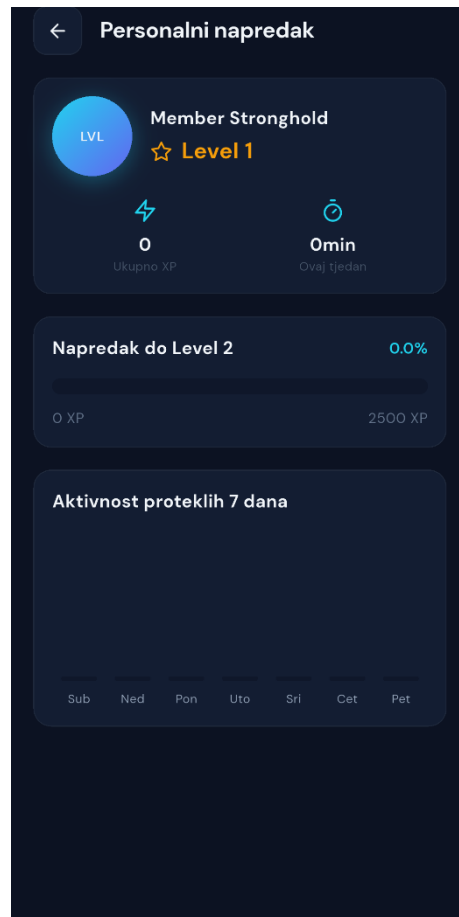 Personalni napredak
LVL
Member Stronghold
Level 1
0
Ukupno XP
0min
Ovaj tjedan
Napredak do Level 2
0.0%
0 XP
2500 XP
Aktivnost proteklih 7 dana
Sub Ned Pon Uto Sri Cet Pet